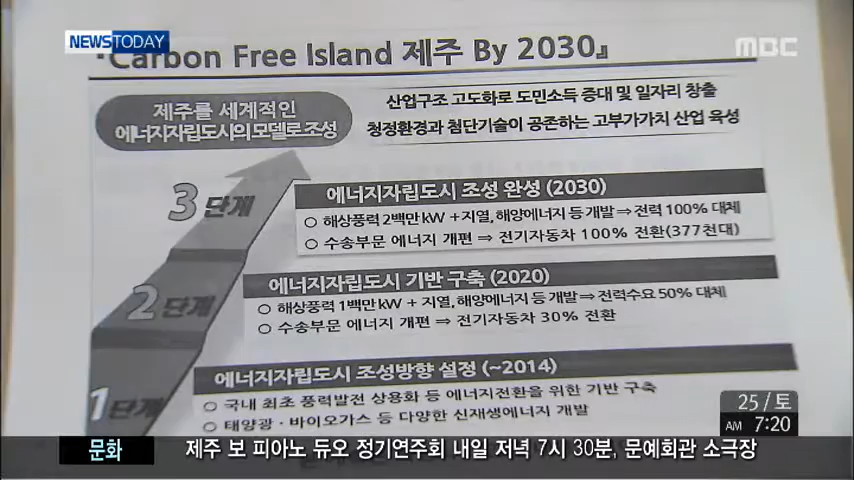 NEWSTODAY
『Carbon Free Island 제주 By 2030』
MBC
제주를 세계적인
에너지자립도시의 모델로 조성
산업구조 고도화로 도민소득 증대 및 일자리 창출
청정환경과 첨단기술이 공존하는 고부가가치 산업 육성
3단계
에너지자립도시 조성 완성 (2030)
○ 해상풍력 2백만kW + 지열, 해양에너지 등 개발 ⇒ 전력 100% 대체
○ 수송부문 에너지 개편 ⇒ 전기자동차 100% 전환(377천대)
2단계
에너지자립도시 기반 구축 (2020)
○ 해상풍력 1백만kW + 지열, 해양에너지 등 개발 ⇒ 전력수요 50% 대체
○ 수송부문 에너지 개편 ⇒ 전기자동차 30% 전환
1단계
에너지자립도시 조성방향 설정 (~2014)
○ 국내 최초 풍력발전 상용화 등 에너지전환을 위한 기반 구축
○ 태양광·바이오가스 등 다양한 신재생에너지 개발
25/토
AM 7:20
문화 제주 보 피아노 듀오 정기연주회 내일 저녁 7시 30분, 문예회관 소극장